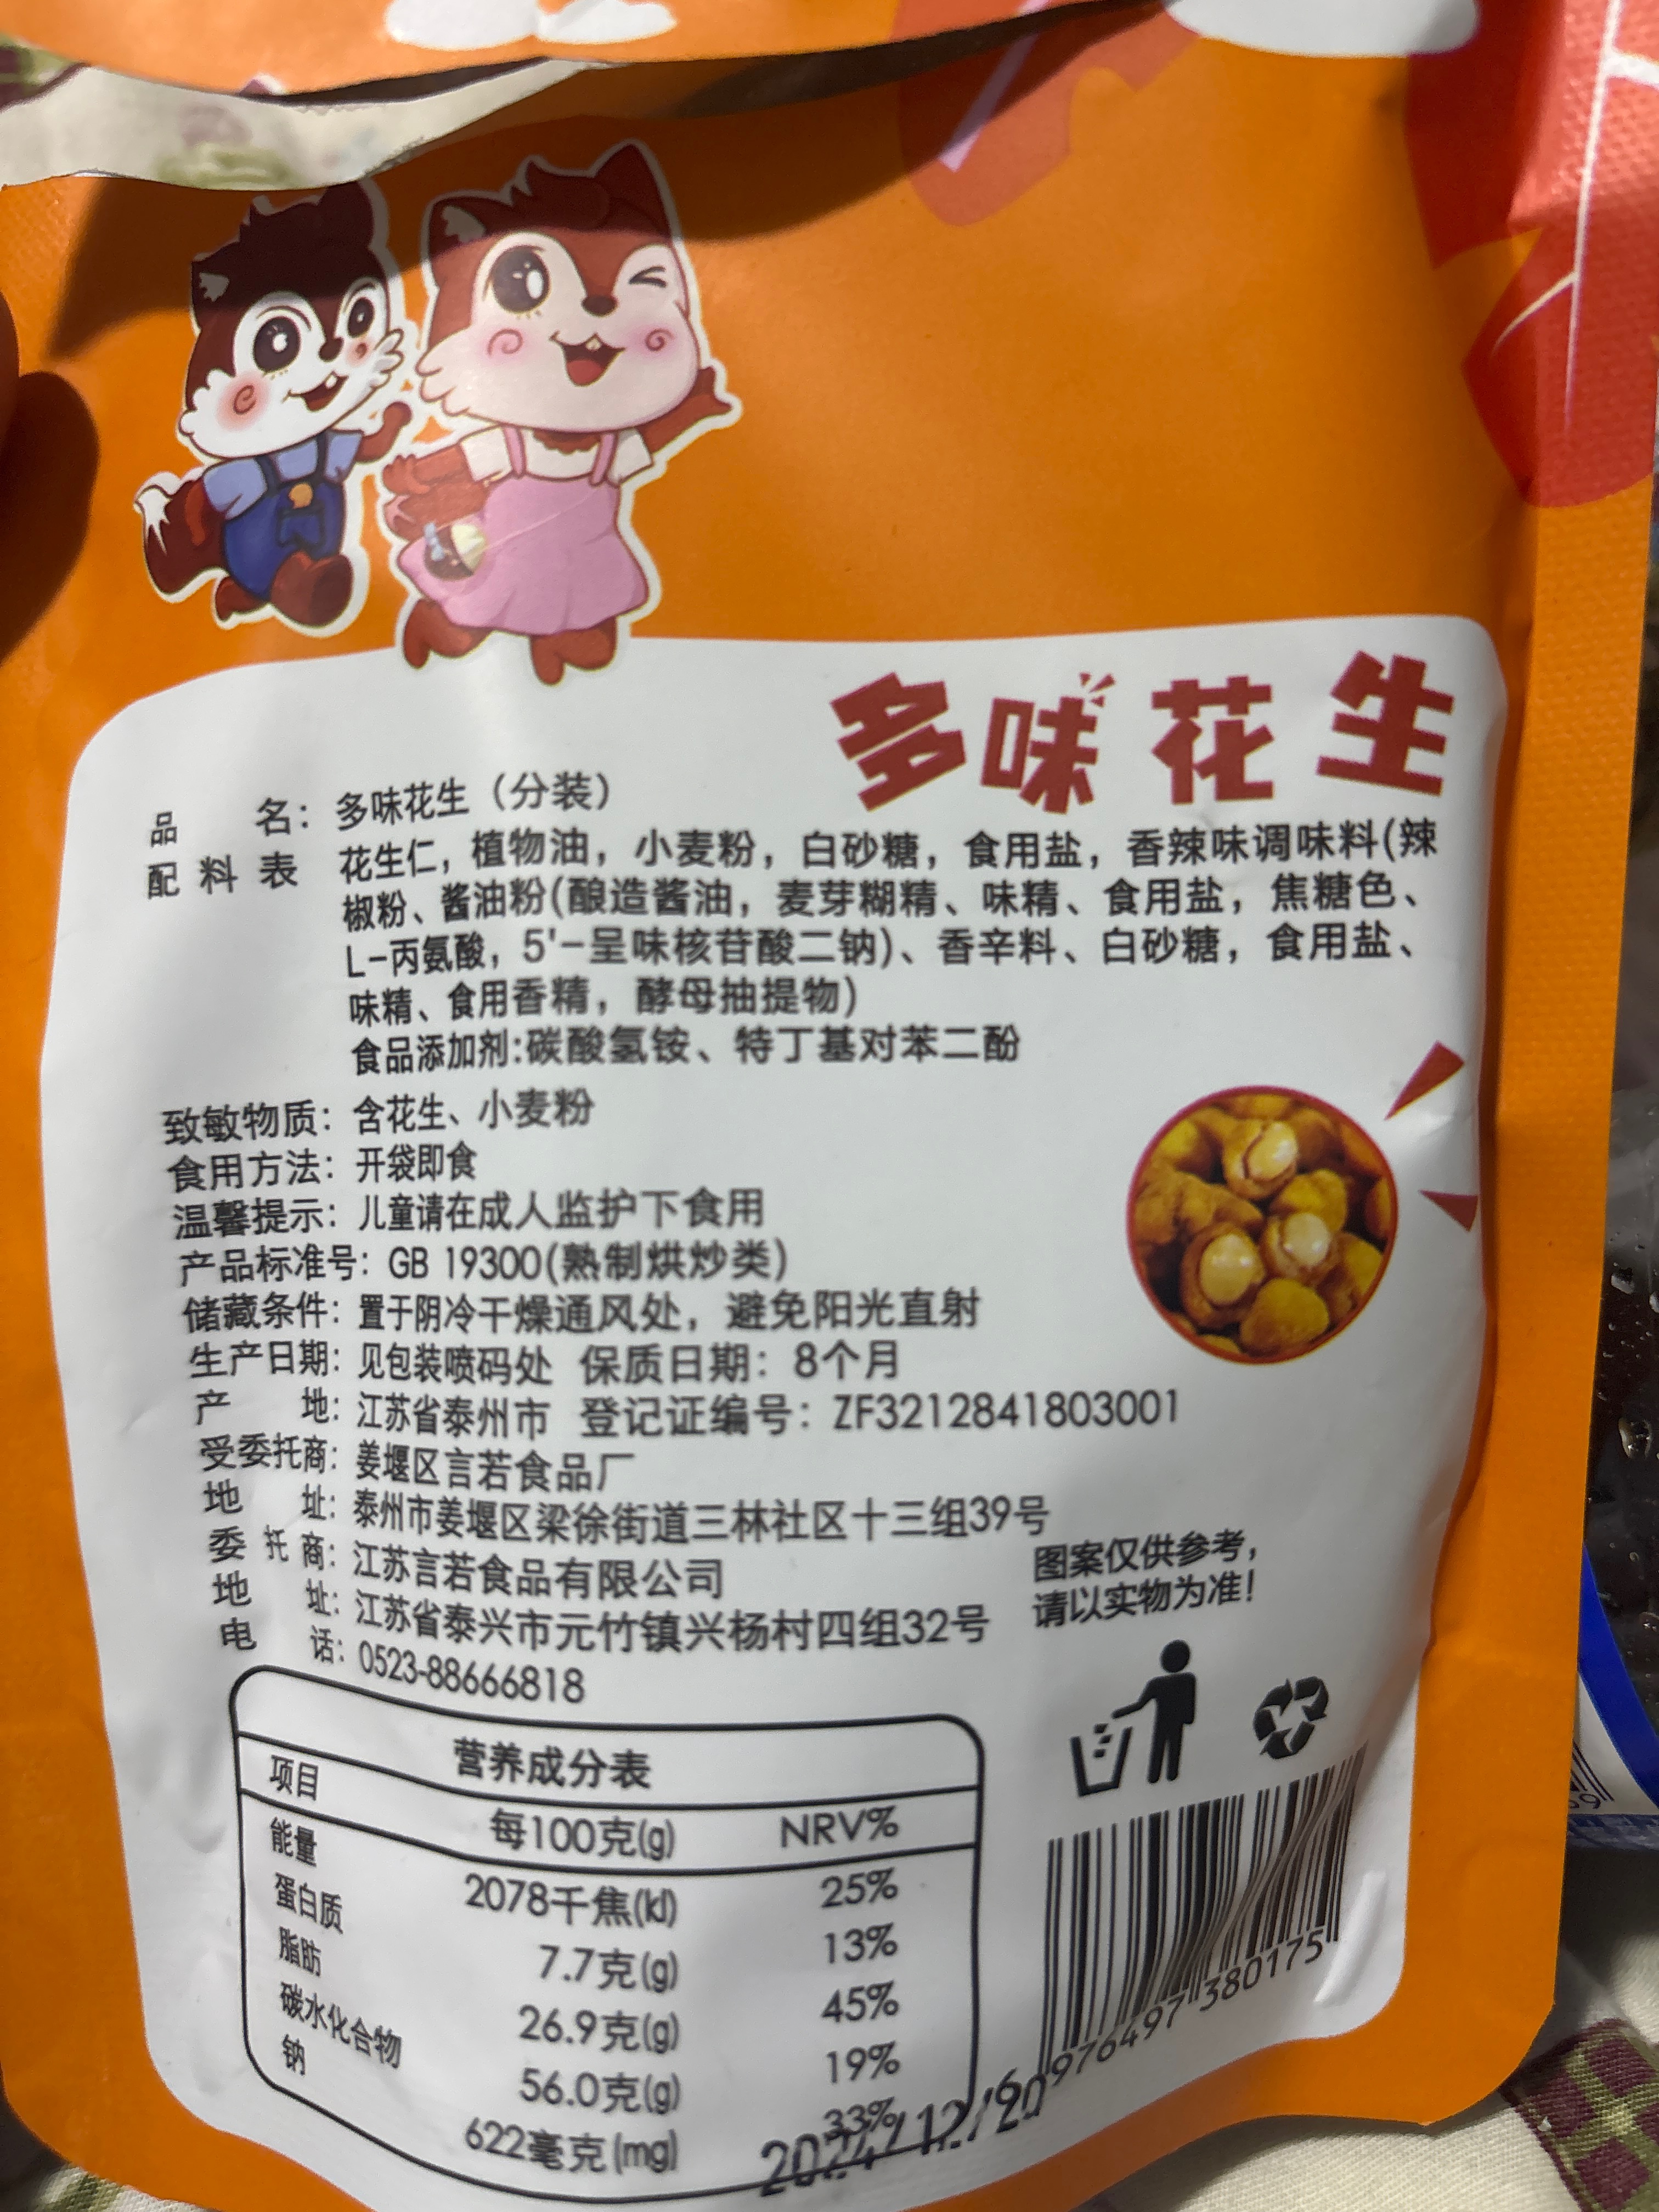 多味花生
品 名：多味花生（分装）
配 料 表 花生仁，植物油，小麦粉，白砂糖，食用盐，香辣味调味料(辣
椒粉、酱油粉(酿造酱油，麦芽糊精、味精、食用盐，焦糖色、
L-丙氨酸，5'-呈味核苷酸二钠)、香辛料、白砂糖，食用盐、
味精、食用香精，酵母抽提物)
食品添加剂:碳酸氢铵、特丁基对苯二酚
致敏物质：含花生、小麦粉
食用方法：开袋即食
温馨提示：儿童请在成人监护下食用
产品标准号：GB 19300(熟制烘炒类)
储藏条件：置于阴冷干燥通风处，避免阳光直射
生产日期：见包装喷码处 保质日期：8个月
产 地：江苏省泰州市 登记证编号：ZF3212841803001
受委托商：姜堰区言若食品厂
地 址：泰州市姜堰区梁徐街道三林社区十三组39号
委 托 商：江苏言若食品有限公司
地 址：江苏省泰兴市元竹镇兴杨村四组32号
电 话：0523-88666818
图案仅供参考，
请以实物为准！
营养成分表
项目 每100克(g) NRV%
能量 2078千焦(kJ) 25%
蛋白质 7.7克(g) 13%
脂肪 26.9克(g) 45%
碳水化合物 56.0克(g) 19%
钠 622毫克(mg) 33%
6 976497 380175
2024/12/20